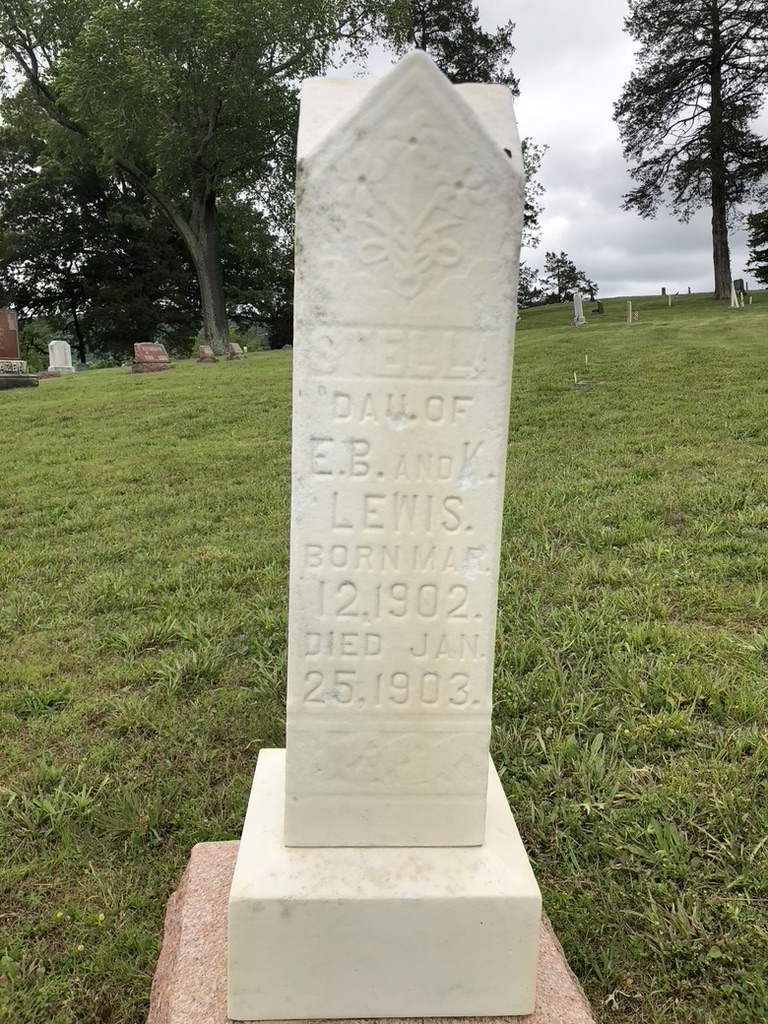 STELLA
DAU. OF
E.B. AND K.
LEWIS.
BORN MAR.
12, 1902.
DIED JAN.
25, 1903.